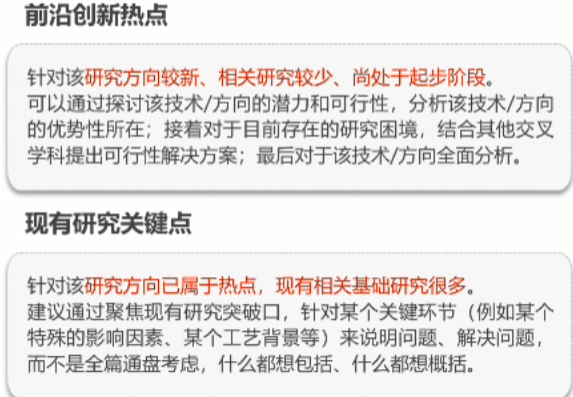 前沿创新热点
针对该研究方向较新、相关研究较少、尚处于起步阶段。
可以通过探讨该技术/方向的潜力和可行性，分析该技术/方向
的优势性所在；接着对于目前存在的研究困境，结合其他交叉
学科提出可行性解决方案；最后对于该技术/方向全面分析。
现有研究关键点
针对该研究方向已属于热点，现有相关基础研究很多。
建议通过聚焦现有研究突破口，针对某个关键环节（例如某个
特殊的影响因素、某个工艺背景等）来说明问题、解决问题，
而不是全篇通盘考虑，什么都想包括、什么都想概括。